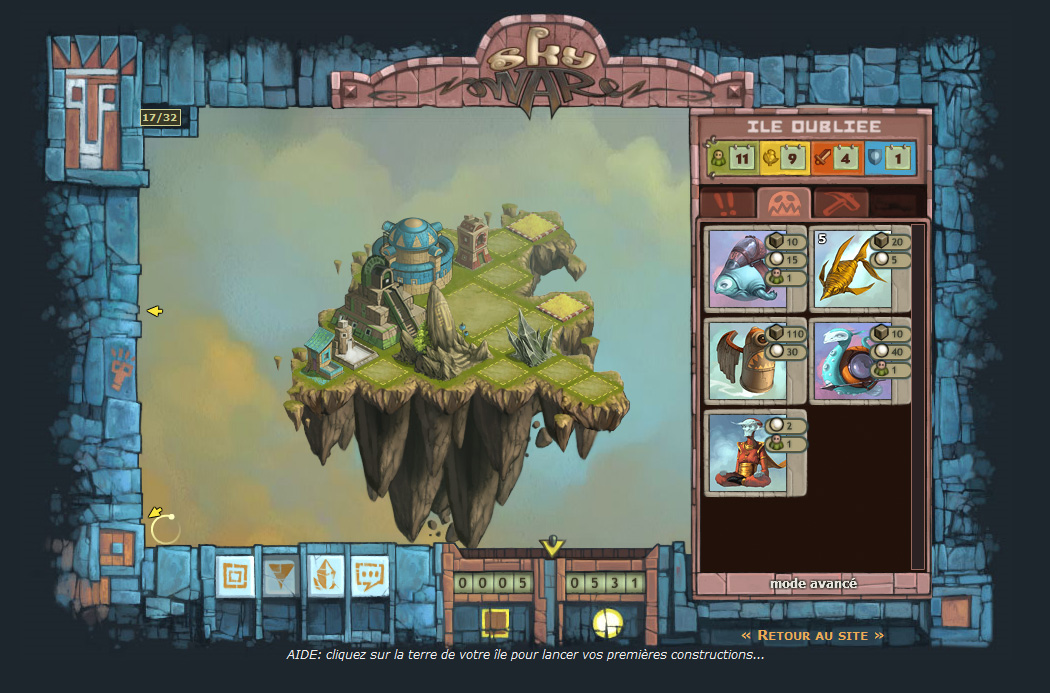 sky
WAR
17/32
ILE OUBLIEE
11 9 4 1
10
15
1
5
20
5
110
30
10
40
1
2
1
mode avancé
0005 0531
« RETOUR AU SITE »
AIDE: cliquez sur la terre de votre île pour lancer vos premières constructions...